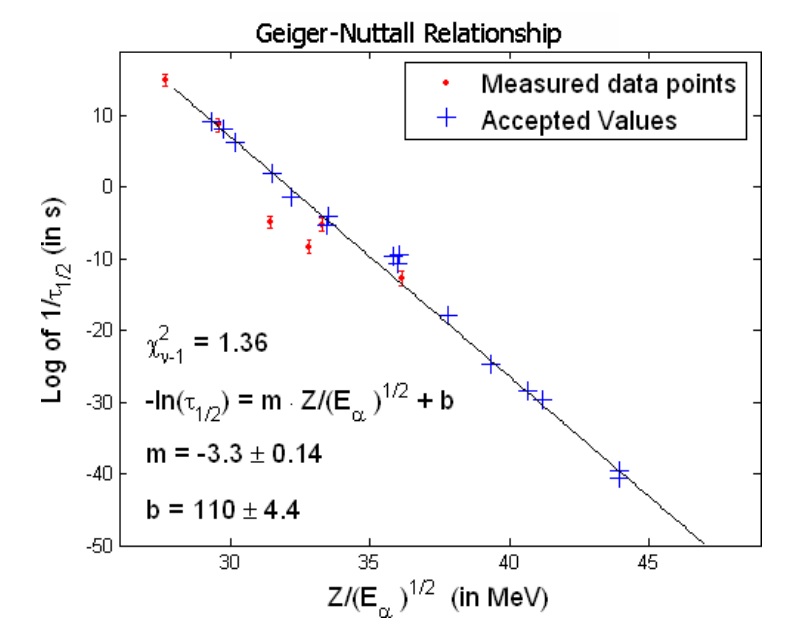 Geiger-Nuttall Relationship
Measured data points
Accepted Values
Log of 1/τ1/2 (in s)
10
0
-10
-20
-30
-40
-50
χ²ν-1 = 1.36
-ln(τ1/2) = m · Z/(Eα)1/2 + b
m = -3.3 ± 0.14
b = 110 ± 4.4
30 35 40 45
Z/(Eα)1/2 (in MeV)